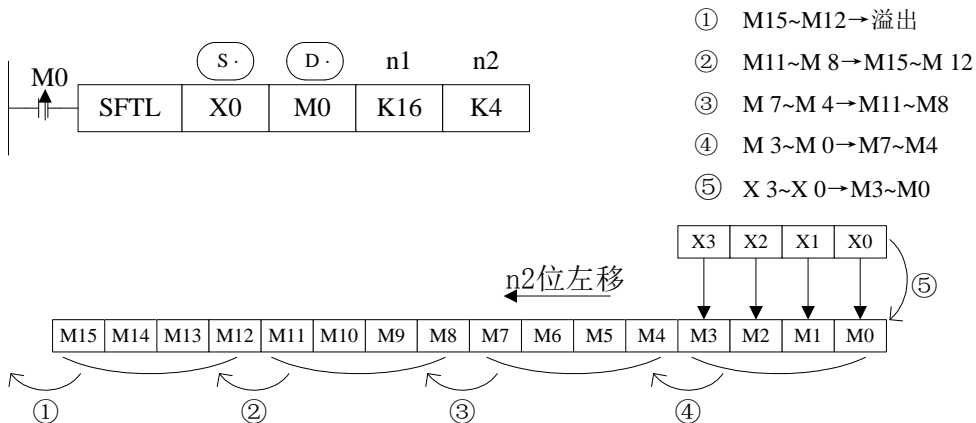 ① M15~M12→溢出
② M11~M 8→M15~M 12
③ M 7~M 4→M11~M8
④ M 3~M 0→M7~M4
⑤ X 3~X 0→M3~M0
S· D· n1 n2
M0
SFTL X0 M0 K16 K4
X3 X2 X1 X0
n2位左移
⑤
M15 M14 M13 M12 M11 M10 M9 M8 M7 M6 M5 M4 M3 M2 M1 M0
① ② ③ ④